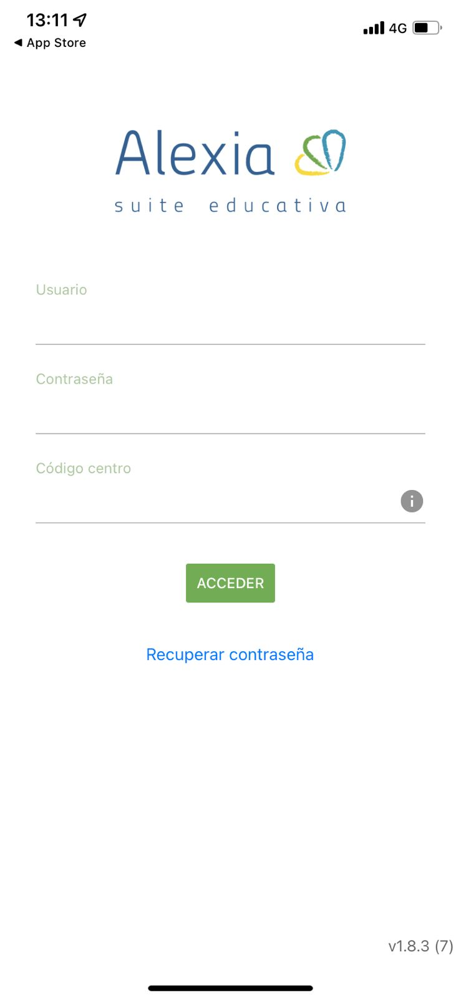 13:11
4G
App Store
Alexia
suite educativa
Usuario
Contraseña
Código centro
i
ACCEDER
Recuperar contraseña
v1.8.3 (7)